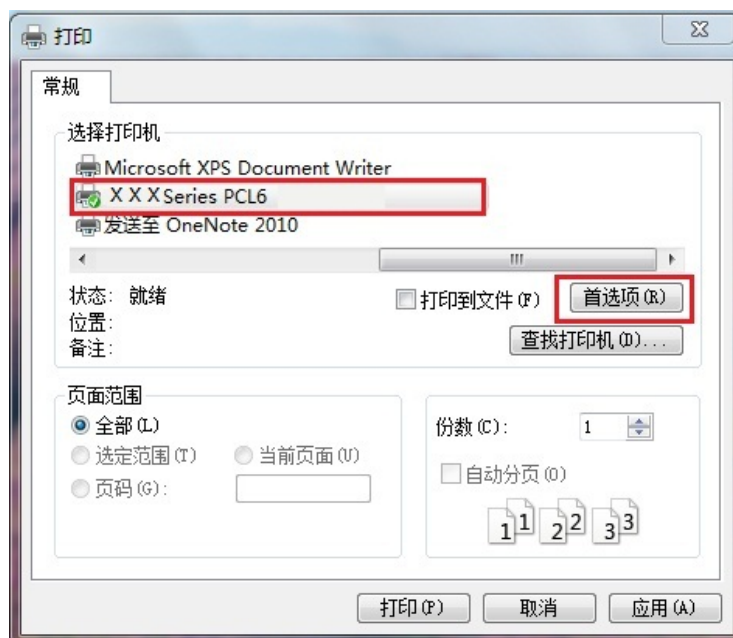 打印
常规
选择打印机
Microsoft XPS Document Writer
X X X Series PCL6
发送至 OneNote 2010
状态: 就绪
打印到文件(F)
首选项(R)
位置:
查找打印机(D)...
备注:
页面范围
全部(L)
份数(C): 1
选定范围(T) 当前页面(U)
自动分页(O)
页码(G):
1 1 2 2 3 3
打印(P) 取消 应用(A)